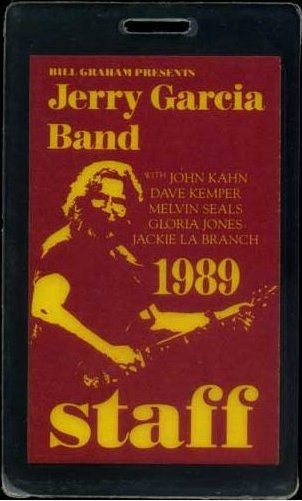 BILL GRAHAM PRESENTS
Jerry Garcia
Band
WITH JOHN KAHN
DAVE KEMPER
MELVIN SEALS
GLORIA JONES
JACKIE LA BRANCH
1989
staff